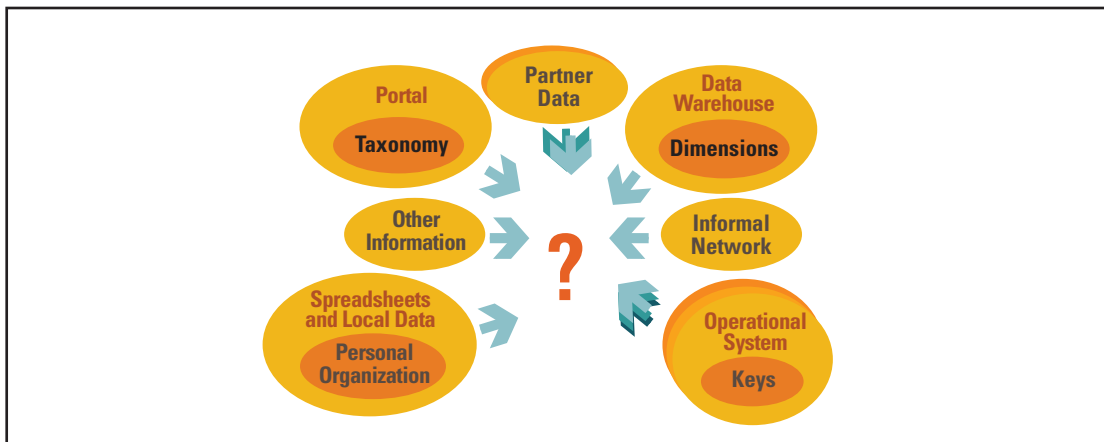 Partner
Data
Portal
Taxonomy
Data
Warehouse
Dimensions
Other
Information
?
Informal
Network
Spreadsheets
and Local Data
Personal
Organization
Operational
System
Keys